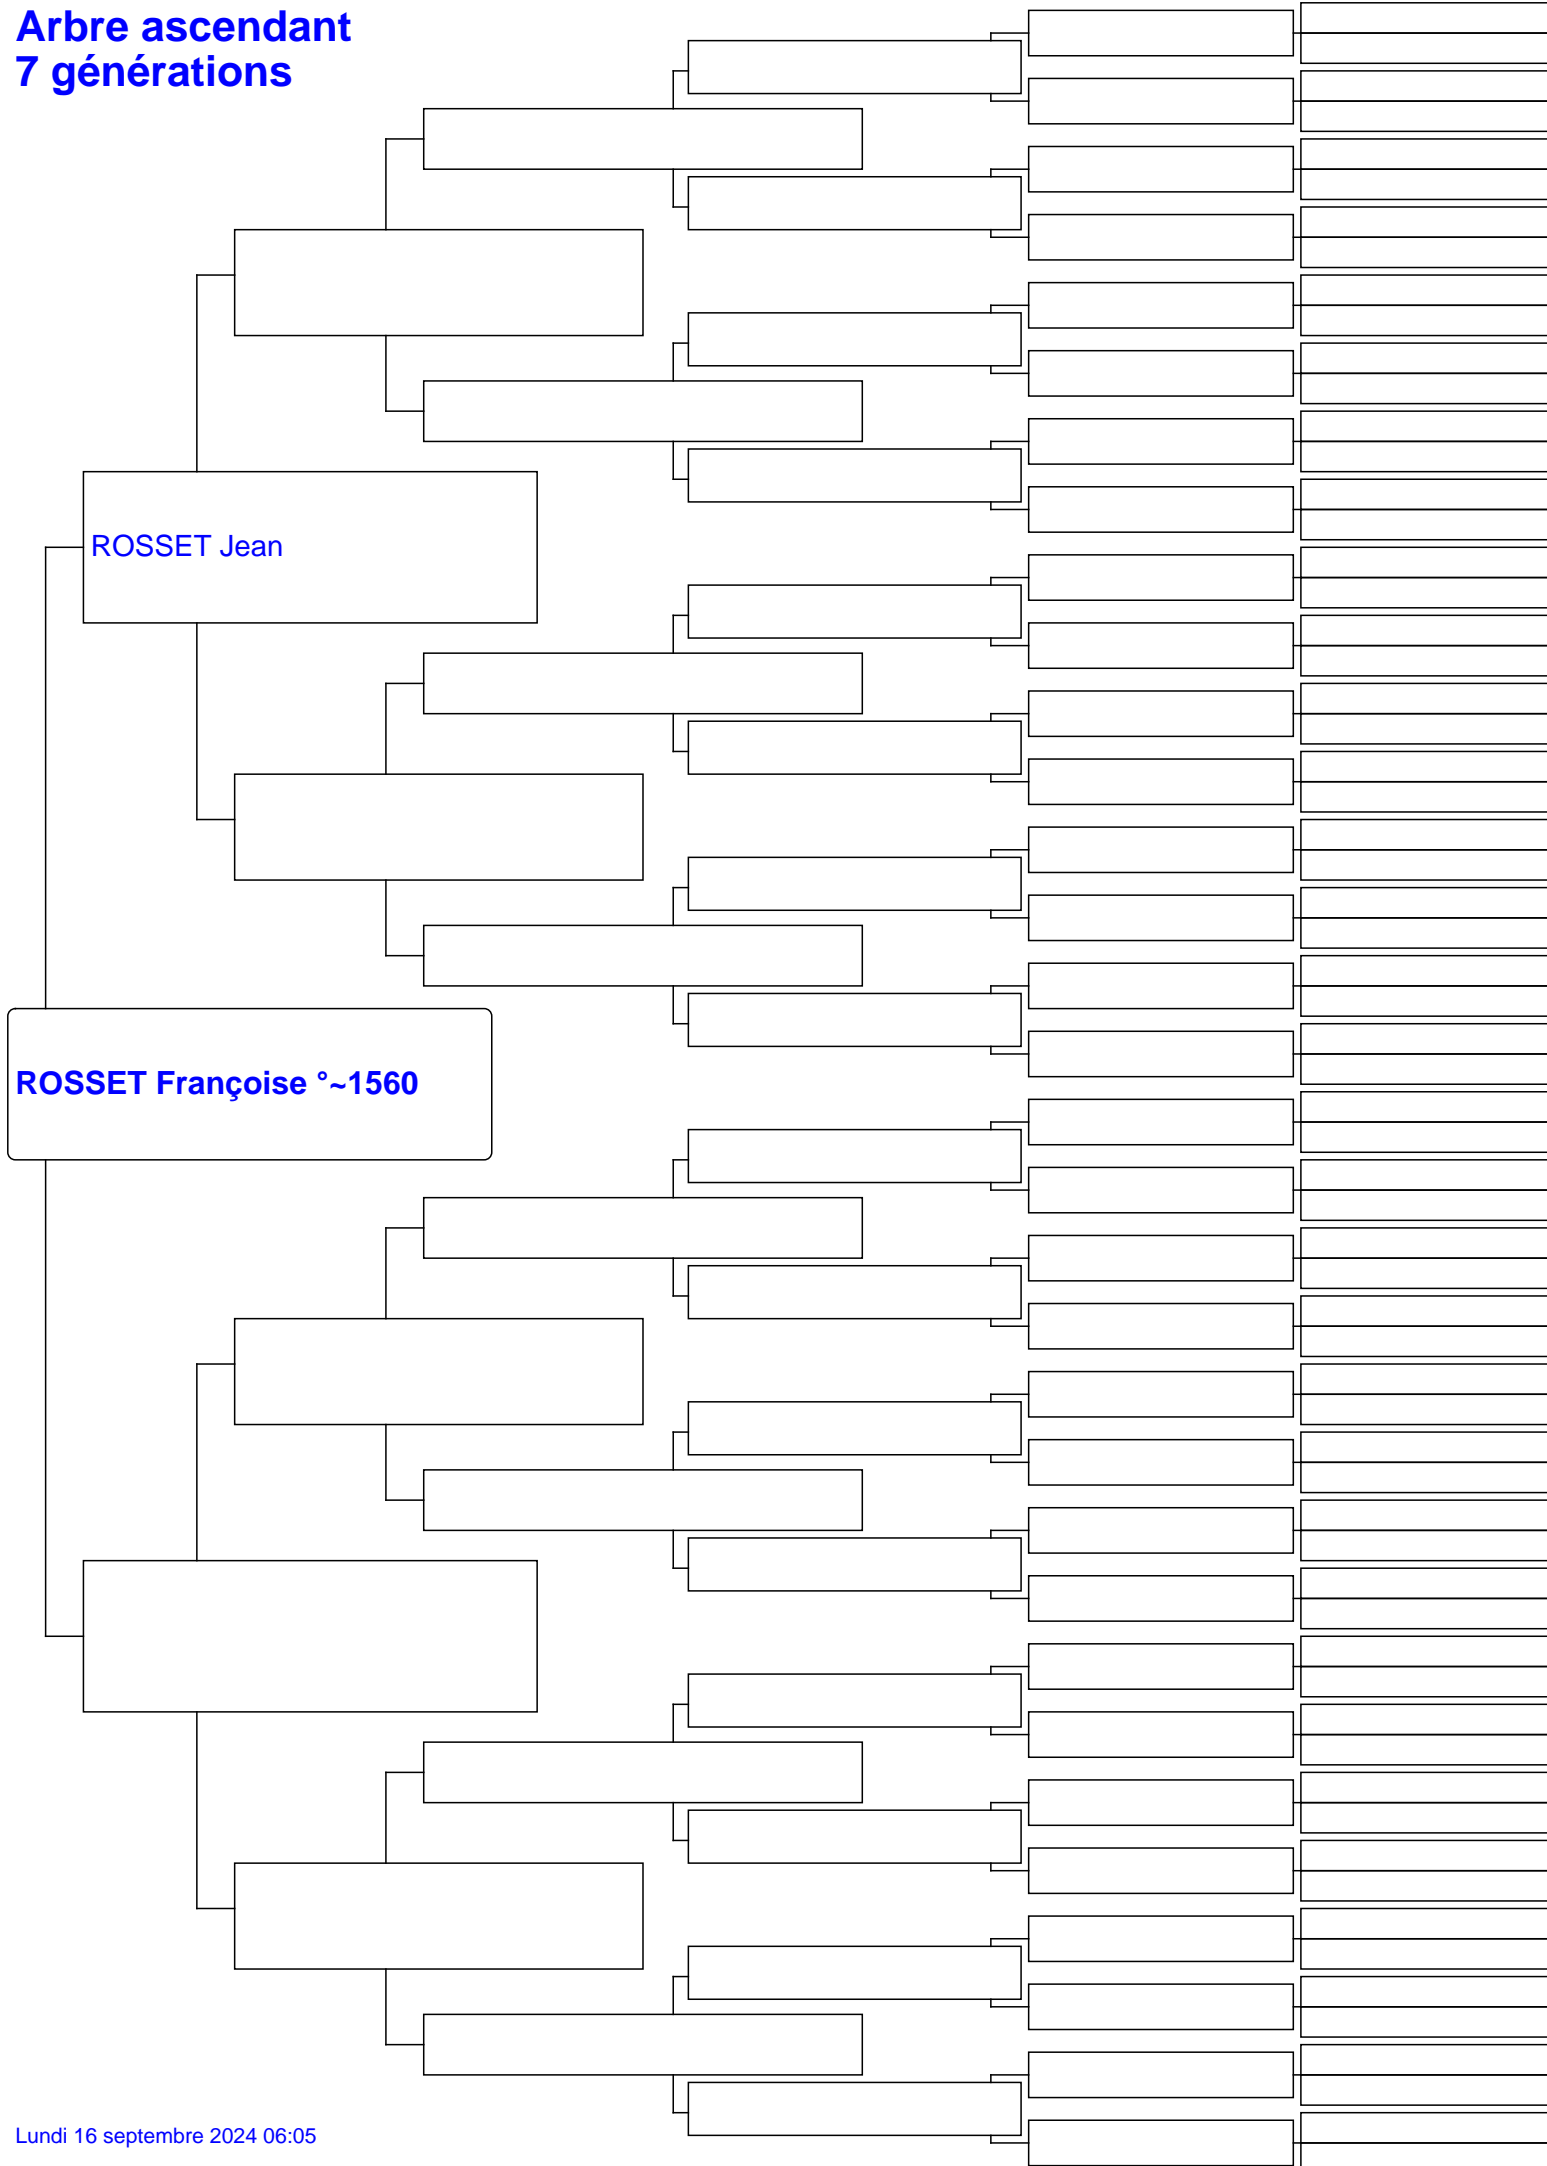 Arbre ascendant
7 générations
ROSSET Jean
ROSSET Françoise °~1560
Lundi 16 septembre 2024 06:05